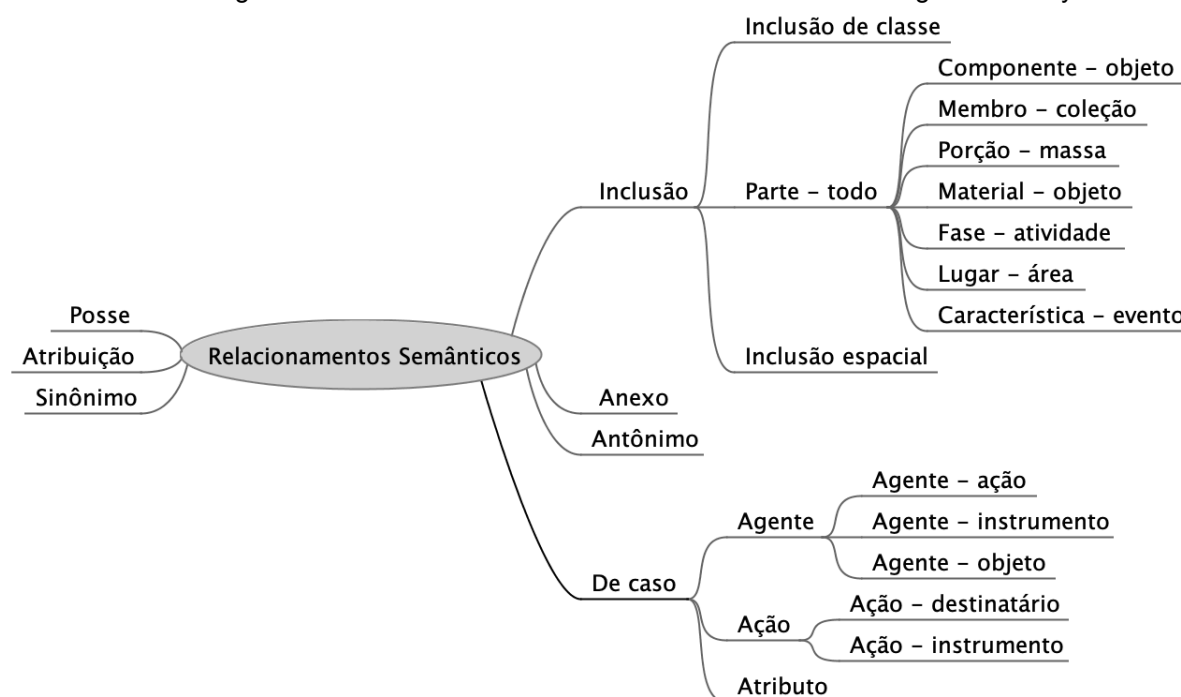 Inclusão de classe
Componente – objeto
Membro – coleção
Porção – massa
Inclusão
Parte – todo
Material – objeto
Fase – atividade
Lugar – área
Característica – evento
Inclusão espacial
Posse
Atribuição
Sinônimo
Relacionamentos Semânticos
Anexo
Antônimo
De caso
Agente
Agente – ação
Agente – instrumento
Agente – objeto
Ação
Ação – destinatário
Ação – instrumento
Atributo